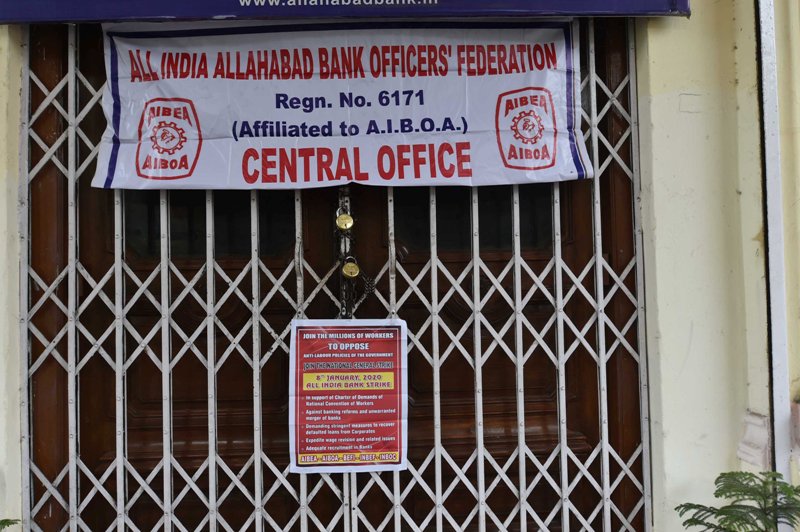 www.allahabadbank.in
ALL INDIA ALLAHABAD BANK OFFICERS' FEDERATION
Regn. No. 6171
(Affiliated to A.I.B.O.A.)
CENTRAL OFFICE
AIBEA
AIBOA
AIBEA
AIBOA
JOIN THE MILLIONS OF WORKERS
TO OPPOSE
ANTI-LABOUR POLICIES OF THE GOVERNMENT
JOIN THE NATIONAL GENERAL STRIKE
8TH JANUARY, 2020
ALL INDIA BANK STRIKE
- In support of Charter of Demands of
National Convention of Workers
- Against banking reforms and unwarranted
merger of banks
- Demanding stringent measures to recover
defaulted loans from Corporates
- Expedite wage revision and related issues
- Adequate recruitment in Banks
AIBEA - AIBOA - BEFI - INBEF - INBOC